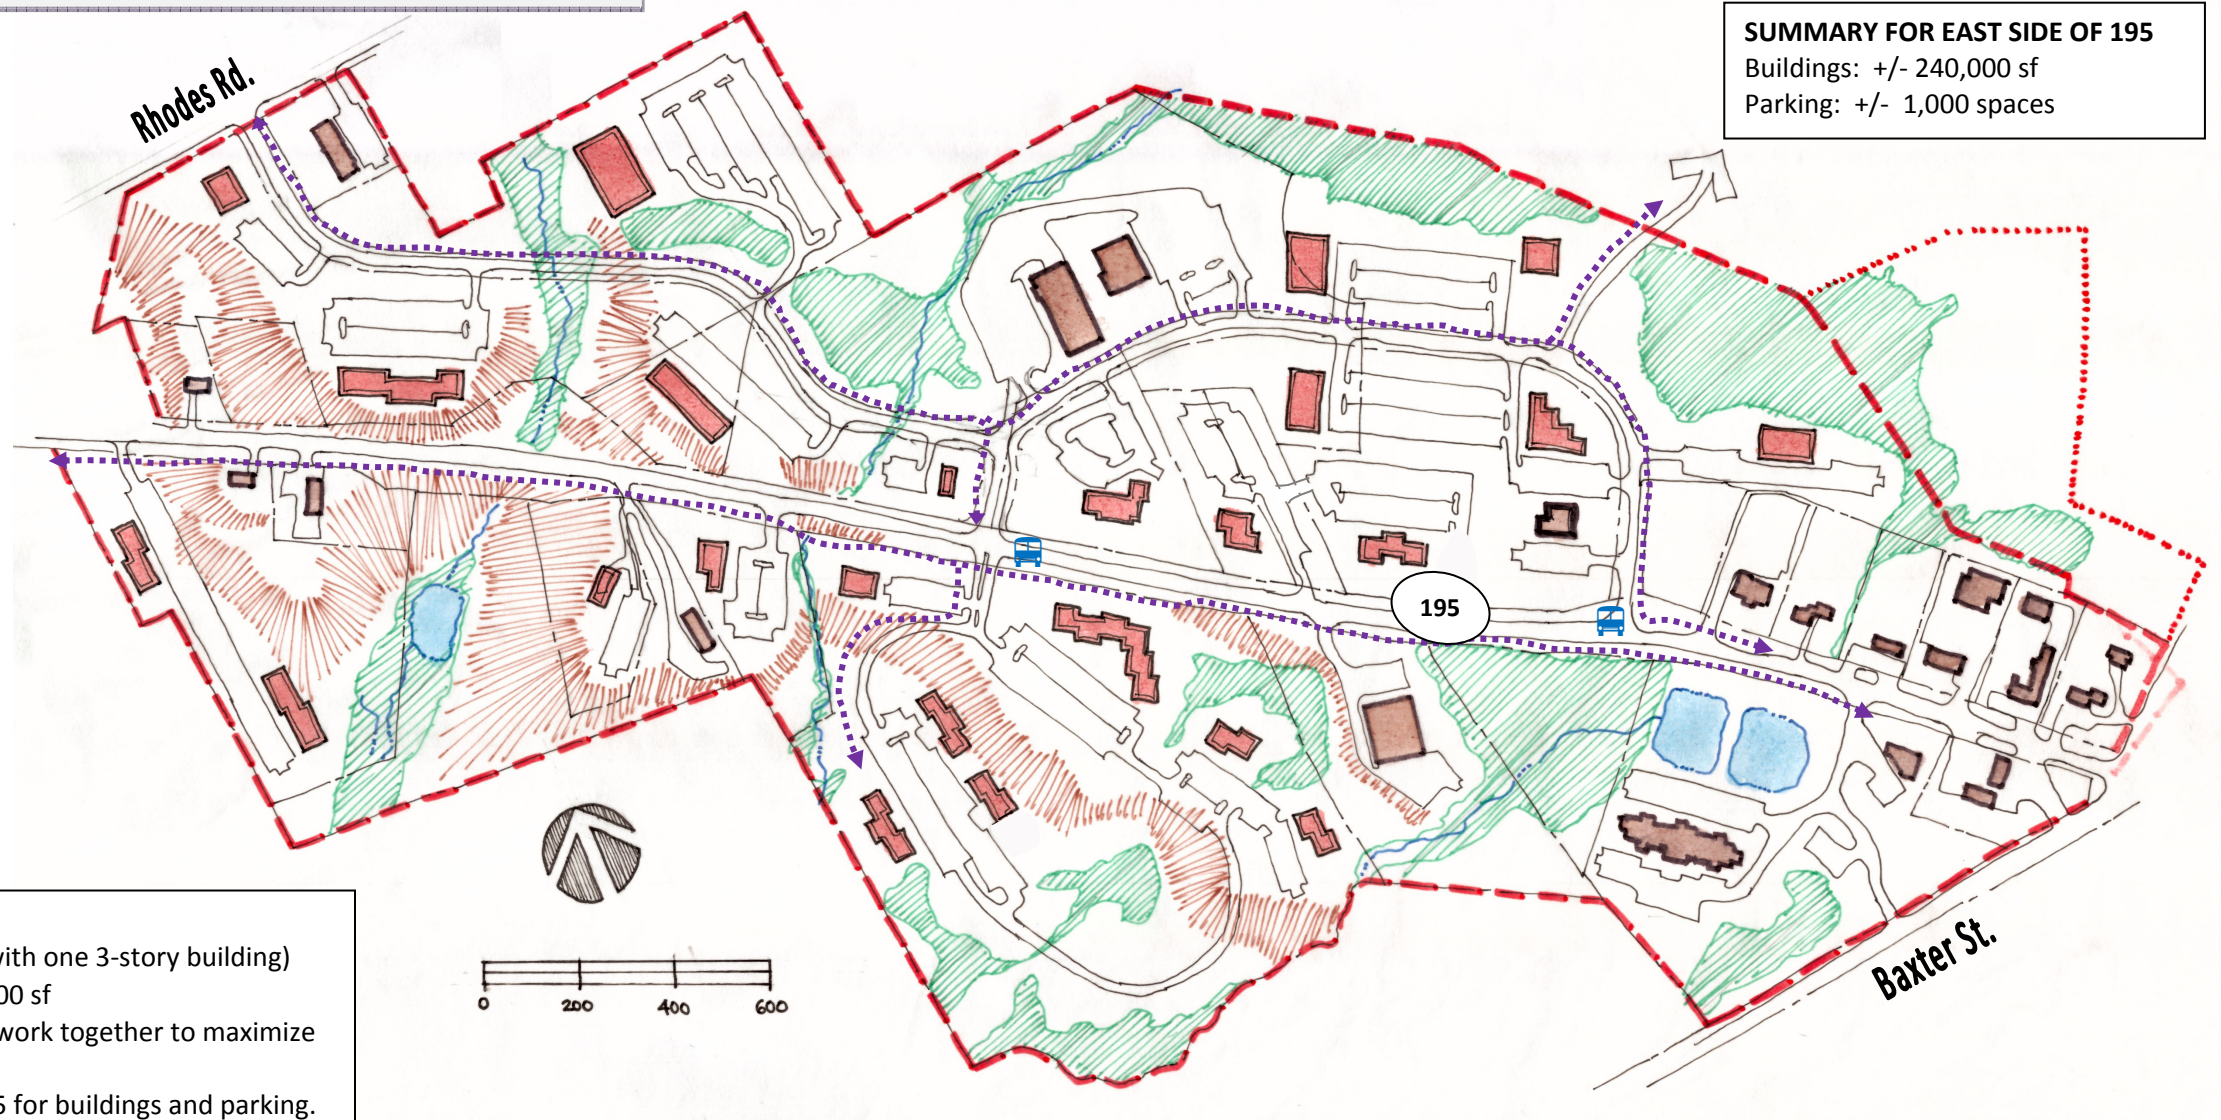 SUMMARY FOR EAST SIDE OF 195
Buildings: +/- 240,000 sf
Parking: +/- 1,000 spaces
Rhodes Rd.
195
Baxter St.
0 200 400 600
with one 3-story building)
00 sf
work together to maximize
5 for buildings and parking.